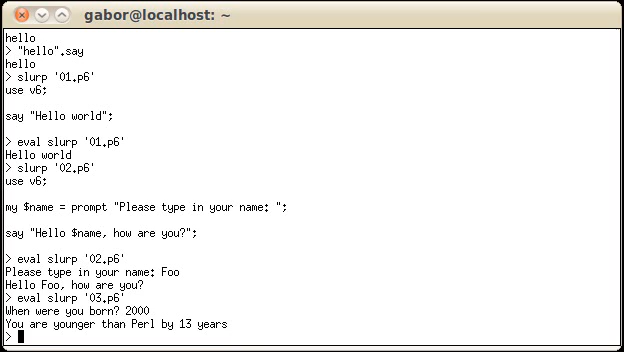 gabor@localhost: ~
hello
> "hello".say
hello
> slurp '01.p6'
use v6;

say "Hello world";

> eval slurp '01.p6'
Hello world
> slurp '02.p6'
use v6;

my $name = prompt "Please type in your name: ";

say "Hello $name, how are you?";

> eval slurp '02.p6'
Please type in your name: Foo
Hello Foo, how are you?
> eval slurp '03.p6'
When were you born? 2000
You are younger than Perl by 13 years
>